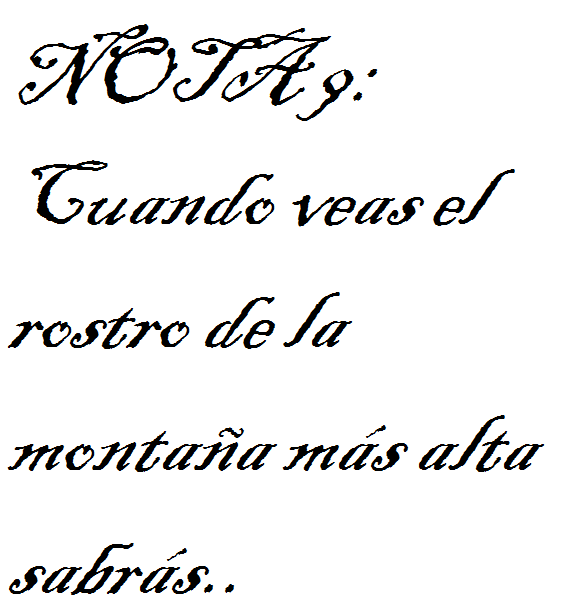 NOTA 9:
Cuando veas el
rostro de la
montaña más alta
sabrás..